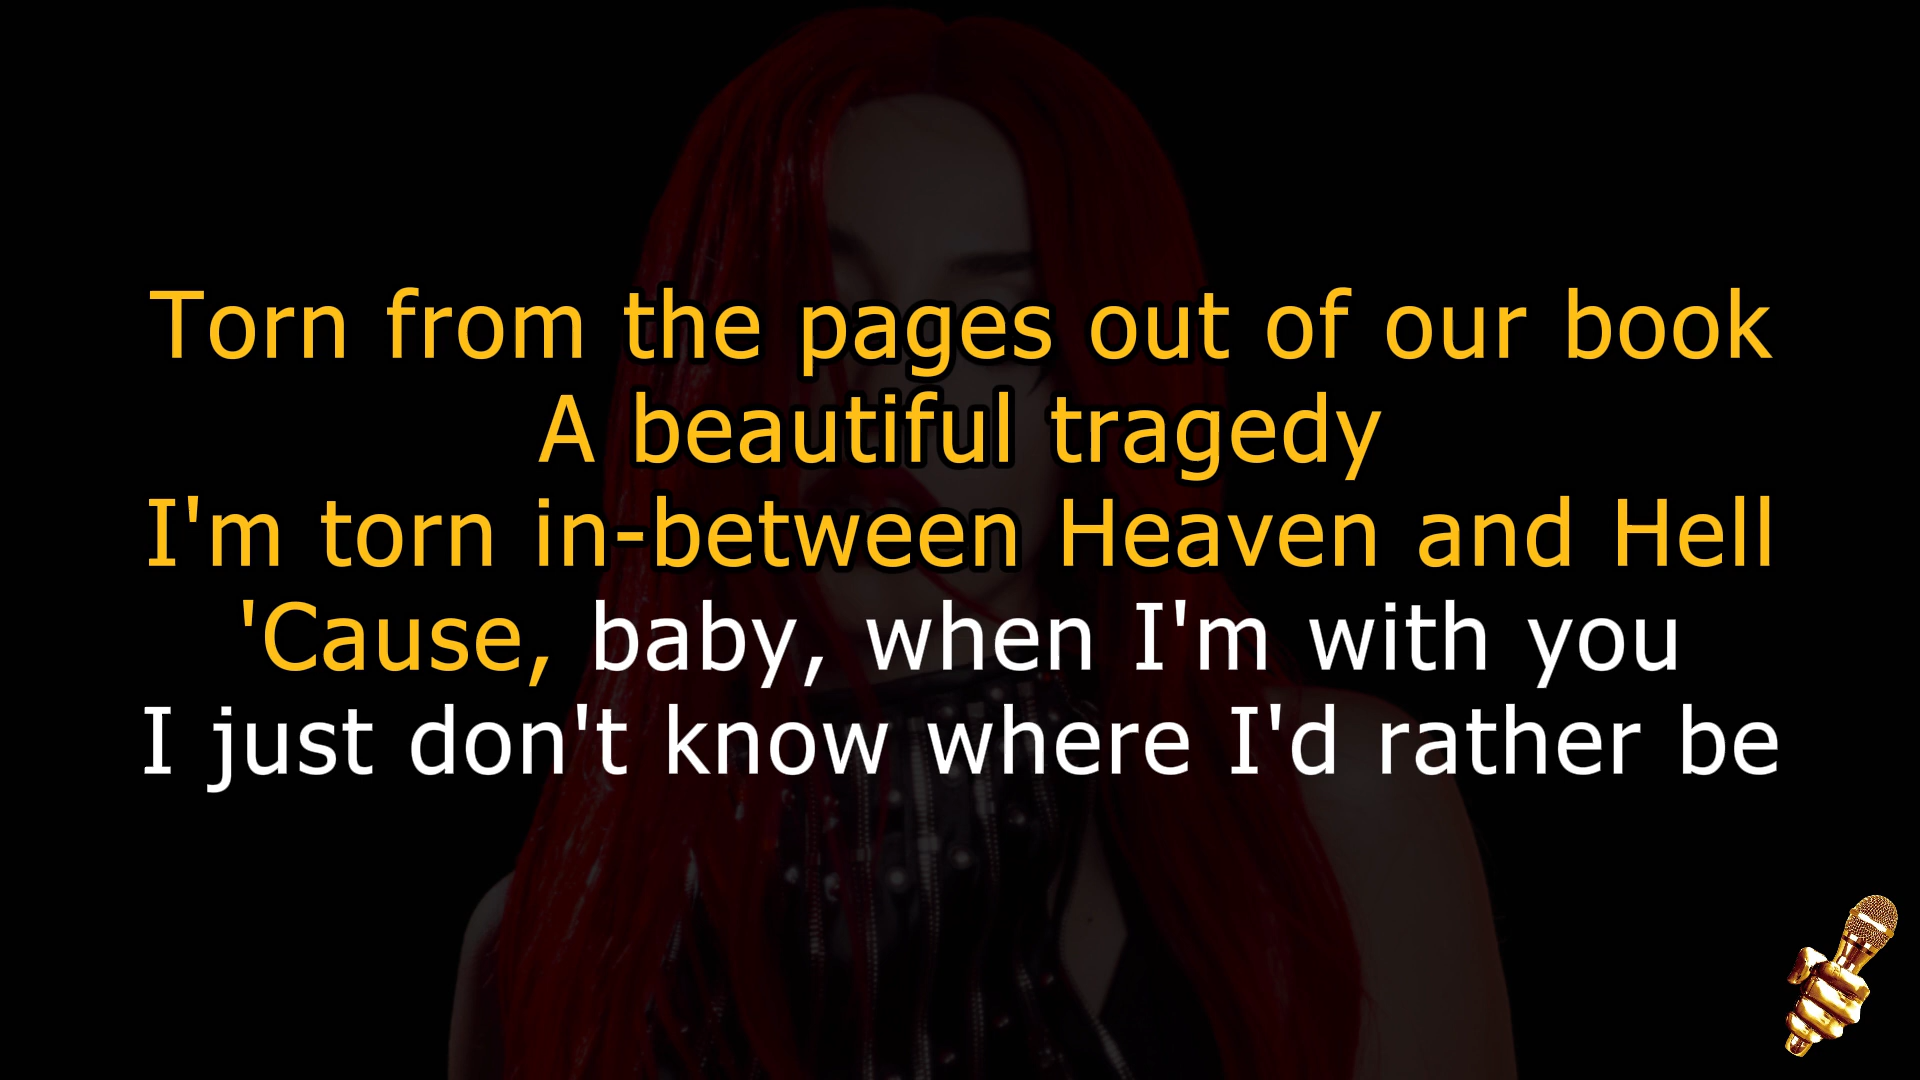 Torn from the pages out of our book
A beautiful tragedy
I'm torn in-between Heaven and Hell
'Cause, baby, when I'm with you
I just don't know where I'd rather be